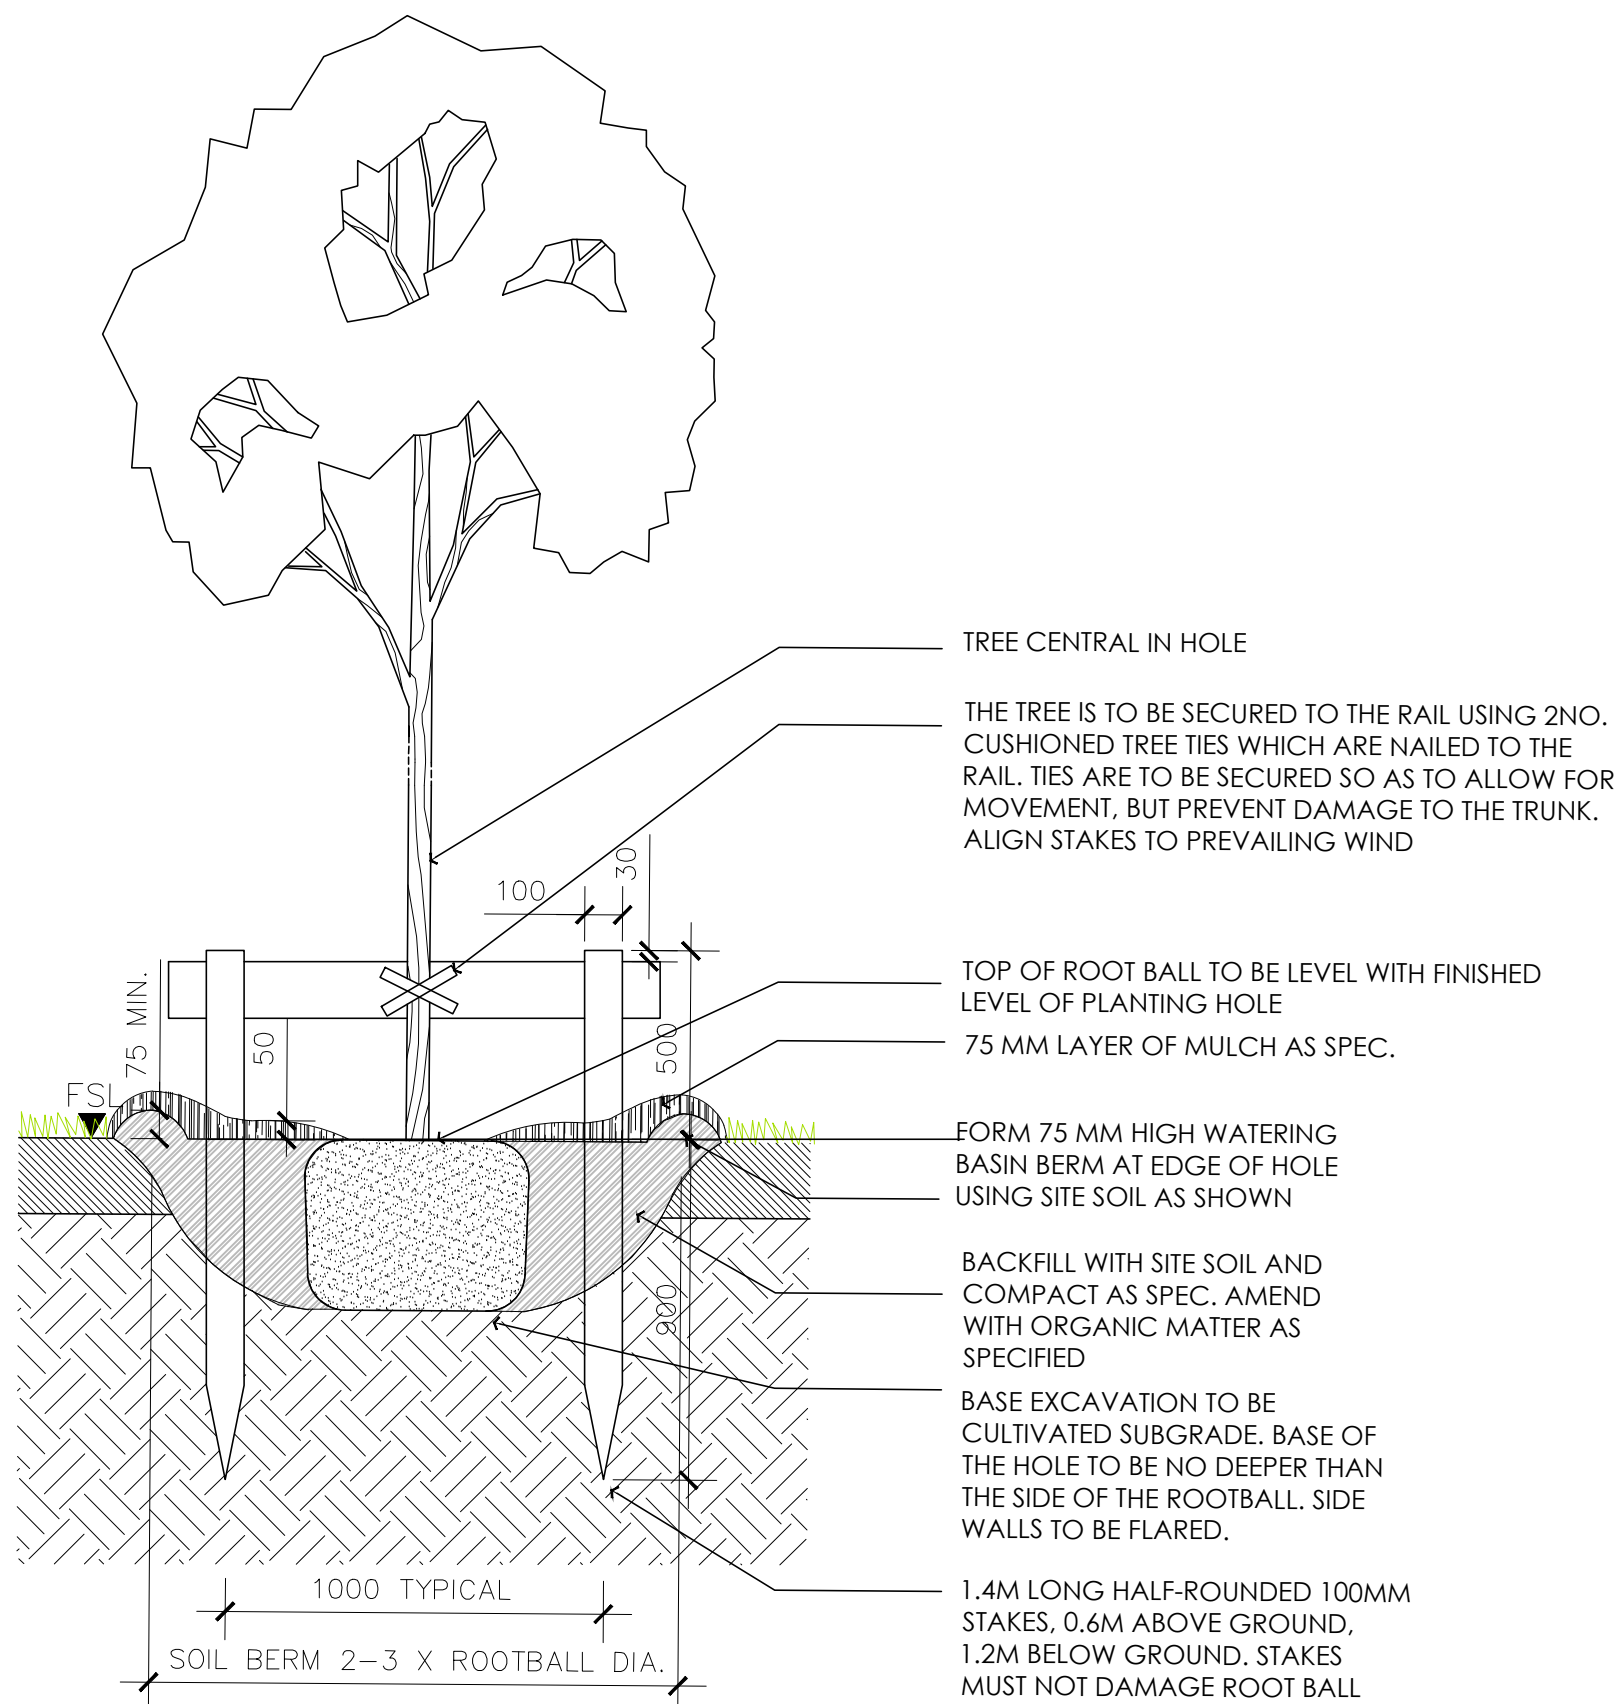 TREE CENTRAL IN HOLE
THE TREE IS TO BE SECURED TO THE RAIL USING 2NO.
CUSHIONED TREE TIES WHICH ARE NAILED TO THE
RAIL. TIES ARE TO BE SECURED SO AS TO ALLOW FOR
MOVEMENT, BUT PREVENT DAMAGE TO THE TRUNK.
ALIGN STAKES TO PREVAILING WIND
30
100
TOP OF ROOT BALL TO BE LEVEL WITH FINISHED
LEVEL OF PLANTING HOLE
75 MIN.
50
500
75 MM LAYER OF MULCH AS SPEC.
FSL
FORM 75 MM HIGH WATERING
BASIN BERM AT EDGE OF HOLE
USING SITE SOIL AS SHOWN
BACKFILL WITH SITE SOIL AND
COMPACT AS SPEC. AMEND
WITH ORGANIC MATTER AS
SPECIFIED
900
BASE EXCAVATION TO BE
CULTIVATED SUBGRADE. BASE OF
THE HOLE TO BE NO DEEPER THAN
THE SIDE OF THE ROOTBALL. SIDE
WALLS TO BE FLARED.
1.4M LONG HALF-ROUNDED 100MM
STAKES, 0.6M ABOVE GROUND,
1.2M BELOW GROUND. STAKES
MUST NOT DAMAGE ROOT BALL
1000 TYPICAL
SOIL BERM 2-3 X ROOTBALL DIA.